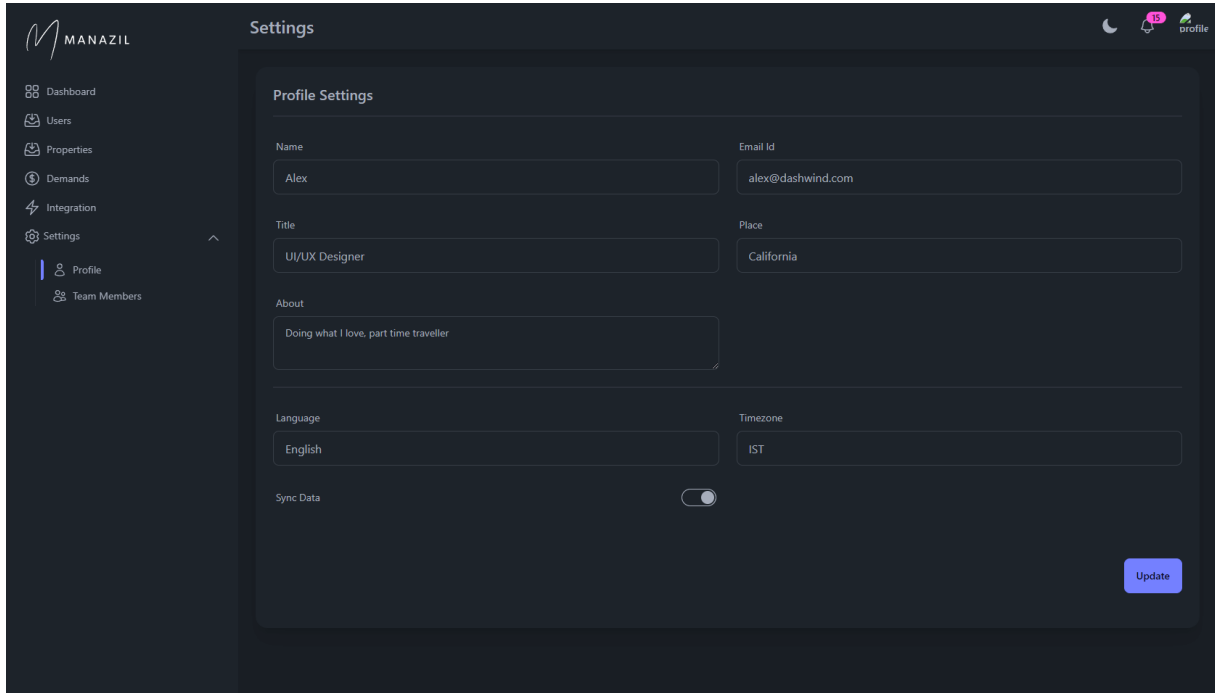 MANAZIL
Settings
15
profile
Dashboard
Users
Properties
Demands
Integration
Settings
Profile
Team Members
Profile Settings
Name
Email Id
Alex
alex@dashwind.com
Title
Place
UI/UX Designer
California
About
Doing what I love, part time traveller
Language
Timezone
English
IST
Sync Data
Update